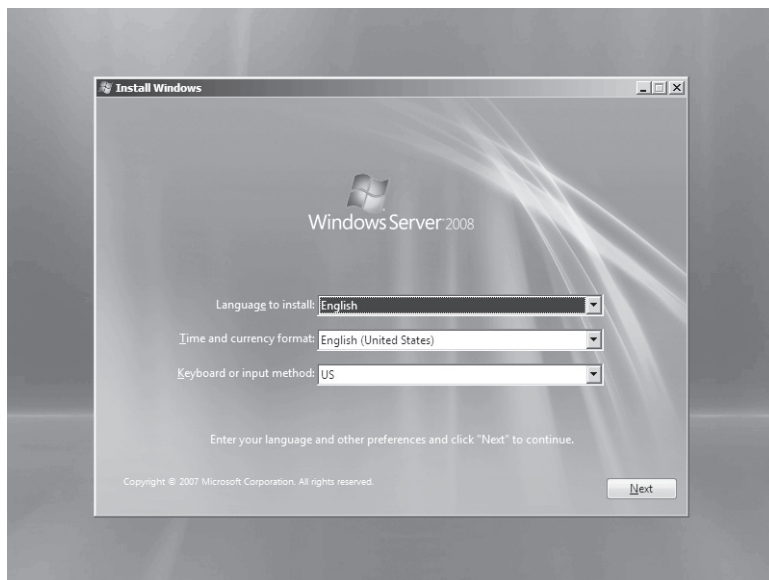 Install Windows
Windows Server 2008
Language to install: English
Time and currency format: English (United States)
Keyboard or input method: US
Enter your language and other preferences and click "Next" to continue.
Copyright © 2007 Microsoft Corporation. All rights reserved.
Next